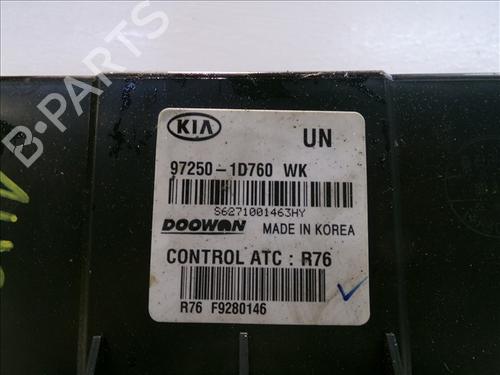 KIA
UN
97250-1D760 WK
S6271001463HY
DOOWON MADE IN KOREA
CONTROL ATC : R76
R76 F9280146
B-PARTS